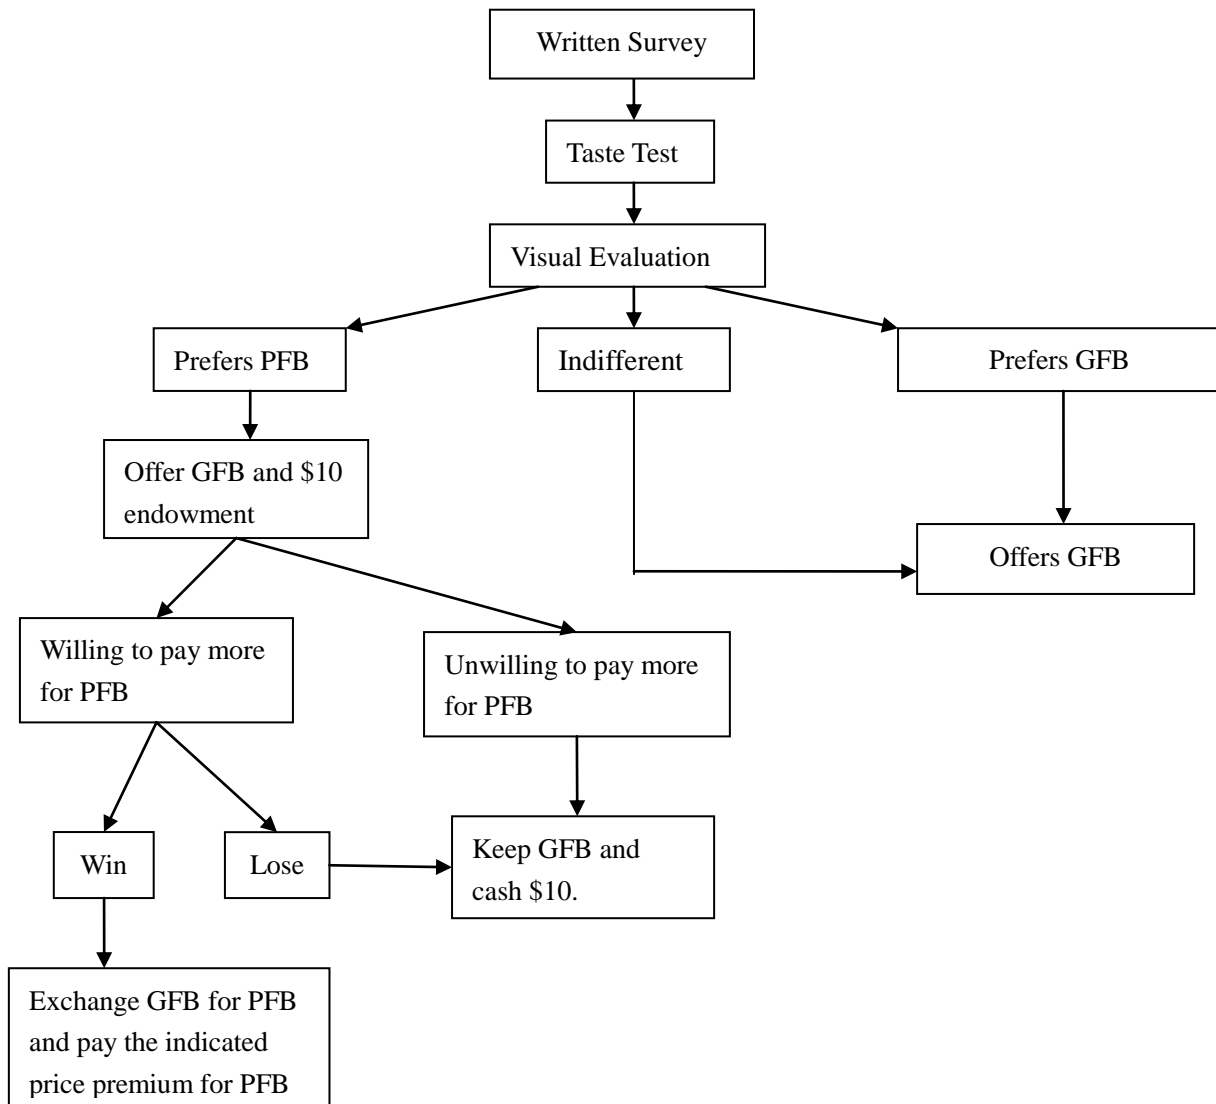 Written Survey
Taste Test
Visual Evaluation
Prefers PFB
Indifferent
Prefers GFB
Offer GFB and $10
endowment
Offers GFB
Willing to pay more
for PFB
Unwilling to pay more
for PFB
Win
Lose
Keep GFB and
cash $10.
Exchange GFB for PFB
and pay the indicated
price premium for PFB